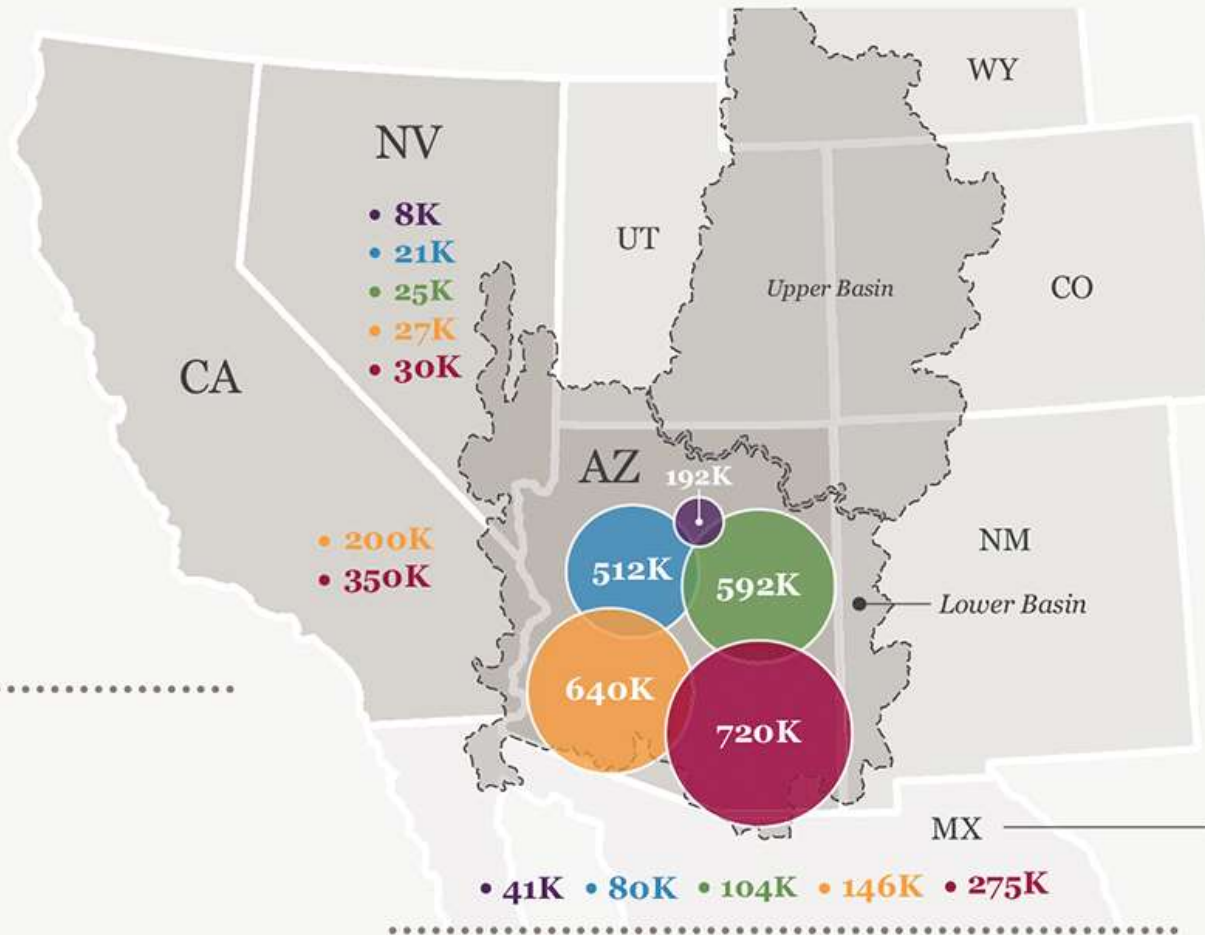 WY
NV
• 8K
• 21K
• 25K
• 27K
• 30K
UT
Upper Basin
CO
CA
AZ
192K
• 200K
• 350K
512K
592K
NM
Lower Basin
640K
720K
MX
• 41K • 80K • 104K • 146K • 275K